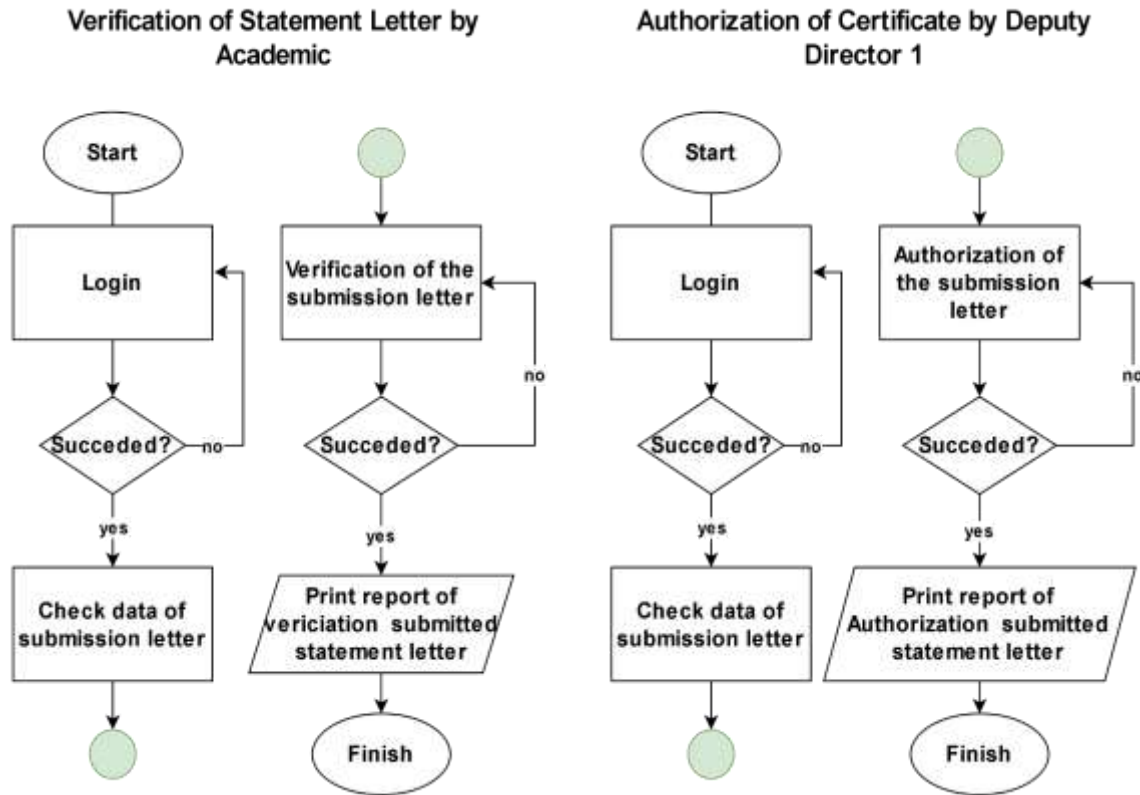 Verification of Statement Letter by
Academic
Start
Login
Succeded?
no
yes
Check data of
submission letter
Verification of the
submission letter
Succeded?
no
yes
Print report of
vericiation submitted
statement letter
Finish
Authorization of Certificate by Deputy
Director 1
Start
Login
Succeded?
no
yes
Check data of
submission letter
Authorization of
the submission
letter
Succeded?
no
yes
Print report of
Authorization submitted
statement letter
Finish